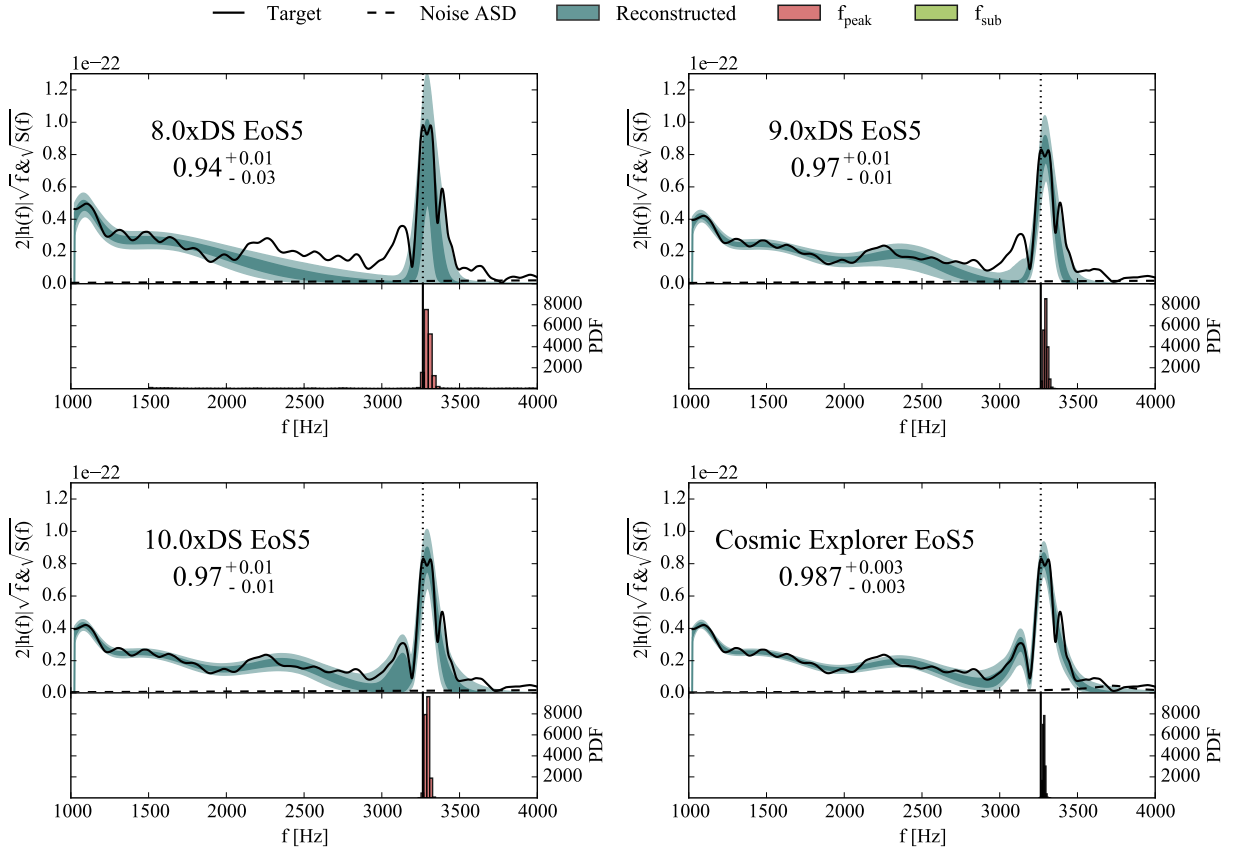 Target Noise ASD Reconstructed f_peak f_sub
1e−22
1.2
1.0
0.8
0.6
0.4
0.2
0.0
2|h(f)|√f&√S(f)
8.0xDS EoS5
0.94 +0.01 - 0.03
8000
6000
4000
2000
PDF
1000 1500 2000 2500 3000 3500 4000
f [Hz]
1e−22
1.2
1.0
0.8
0.6
0.4
0.2
0.0
2|h(f)|√f&√S(f)
9.0xDS EoS5
0.97 +0.01 - 0.01
8000
6000
4000
2000
PDF
1000 1500 2000 2500 3000 3500 4000
f [Hz]
1e−22
1.2
1.0
0.8
0.6
0.4
0.2
0.0
2|h(f)|√f&√S(f)
10.0xDS EoS5
0.97 +0.01 - 0.01
8000
6000
4000
2000
PDF
1000 1500 2000 2500 3000 3500 4000
f [Hz]
1e−22
1.2
1.0
0.8
0.6
0.4
0.2
0.0
2|h(f)|√f&√S(f)
Cosmic Explorer EoS5
0.987 +0.003 - 0.003
8000
6000
4000
2000
PDF
1000 1500 2000 2500 3000 3500 4000
f [Hz]